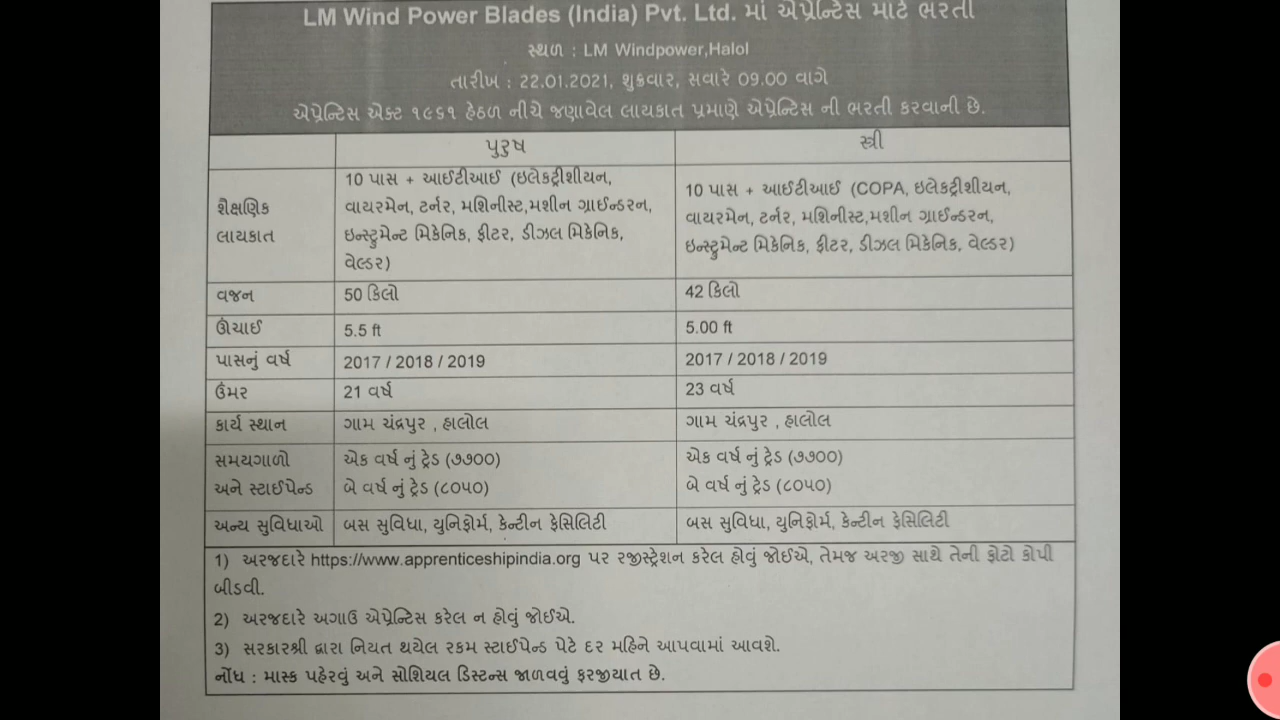 LM Wind Power Blades (India) Pvt. Ltd. માં એપ્રેન્ટિસ માટે ભરતી
સ્થળ : LM Windpower,Halol
તારીખ : 22.01.2021, શુક્રવાર, સવારે 09.00 વાગે
એપ્રેન્ટિસ એક્ટ ૧૯૬૧ હેઠળ નીચે જણાવેલ લાયકાત પ્રમાણે એપ્રેન્ટિસ ની ભરતી કરવાની છે.
પુરુષ
સ્ત્રી
શૈક્ષણિક
લાયકાત
10 પાસ + આઈટીઆઈ (ઇલેક્ટ્રીશીયન,
વાયરમેન, ટર્નર, મશિનીસ્ટ,મશીન ગ્રાઈન્ડરન,
ઇન્સ્ટ્રુમેન્ટ મિકેનિક, ફીટર, ડીઝલ મિકેનિક,
વેલ્ડર)
10 પાસ + આઈટીઆઈ (COPA, ઇલેક્ટ્રીશીયન,
વાયરમેન, ટર્નર, મશિનીસ્ટ,મશીન ગ્રાઈન્ડરન,
ઇન્સ્ટ્રુમેન્ટ મિકેનિક, ફીટર, ડીઝલ મિકેનિક, વેલ્ડર)
વજન
50 કિલો
42 કિલો
ઊંચાઈ
5.5 ft
5.00 ft
પાસનું વર્ષ
2017 / 2018 / 2019
2017 / 2018 / 2019
ઉંમર
21 વર્ષ
23 વર્ષ
કાર્ય સ્થાન
ગામ ચંદ્રપુર , હાલોલ
ગામ ચંદ્રપુર , હાલોલ
સમયગાળો
અને સ્ટાઈપેન્ડ
એક વર્ષ નું ટ્રેડ (૭૭૦૦)
બે વર્ષ નું ટ્રેડ (૮૦૫૦)
એક વર્ષ નું ટ્રેડ (૭૭૦૦)
બે વર્ષ નું ટ્રેડ (૮૦૫૦)
અન્ય સુવિધાઓ
બસ સુવિધા, યુનિફોર્મ, કેન્ટીન ફેસિલિટી
બસ સુવિધા, યુનિફોર્મ, કેન્ટીન ફેસિલિટી
1) અરજદારે https://www.apprenticeshipindia.org પર રજીસ્ટ્રેશન કરેલ હોવું જોઈએ, તેમજ અરજી સાથે તેની ફોટો કોપી
બીડવી.
2) અરજદારે અગાઉ એપ્રેન્ટિસ કરેલ ન હોવું જોઈએ.
3) સરકારશ્રી દ્વારા નિયત થયેલ રકમ સ્ટાઈપેન્ડ પેટે દર મહિને આપવામાં આવશે.
નોંધ : માસ્ક પહેરવું અને સોશિયલ ડિસ્ટન્સ જાળવવું ફરજીયાત છે.